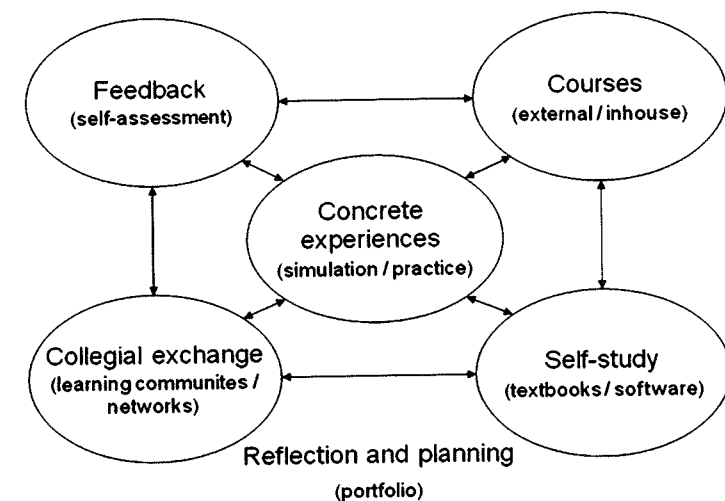 Feedback
(self-assessment)
Courses
(external / inhouse)
Concrete
experiences
(simulation / practice)
Collegial exchange
(learning communites /
networks)
Self-study
(textbooks / software)
Reflection and planning
(portfolio)